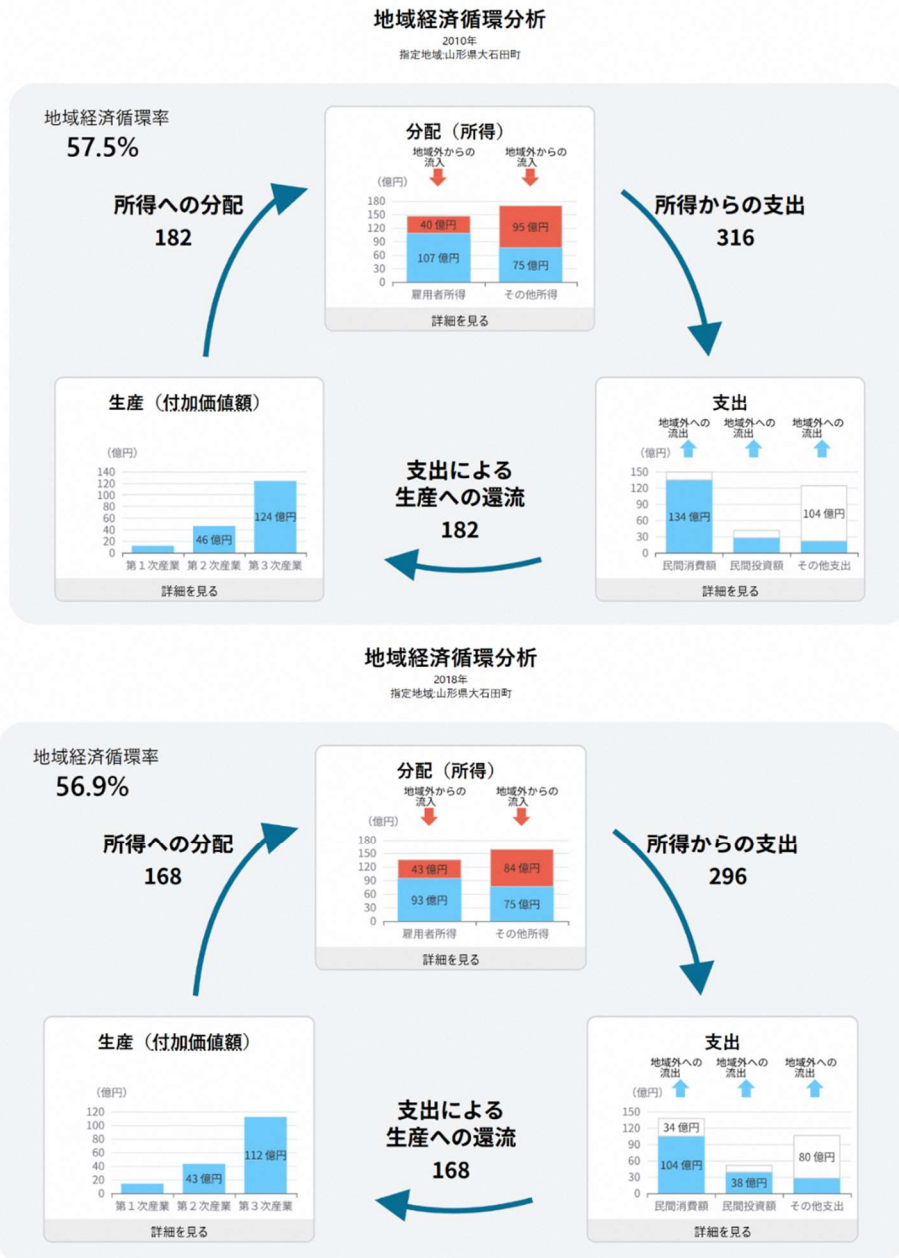 地域経済循環分析
2010年
指定地域:山形県大石田町
地域経済循環率
57.5%
所得への分配
182
分配（所得）
地域外からの
流入
地域外からの
流入
（億円）
180
150
120
90
60
30
0
40 億円
107 億円
95 億円
75 億円
雇用者所得
その他所得
詳細を見る
所得からの支出
316
生産（付加価値額）
（億円）
140
120
100
80
60
40
20
0
46 億円
124 億円
第１次産業
第２次産業
第３次産業
詳細を見る
支出による
生産への還流
182
支出
地域外への
流出
地域外への
流出
地域外への
流出
（億円）
150
120
90
60
30
0
134 億円
104 億円
民間消費額
民間投資額
その他支出
詳細を見る
地域経済循環分析
2018年
指定地域:山形県大石田町
地域経済循環率
56.9%
所得への分配
168
分配（所得）
地域外からの
流入
地域外からの
流入
（億円）
180
150
120
90
60
30
0
43 億円
93 億円
84 億円
75 億円
雇用者所得
その他所得
詳細を見る
所得からの支出
296
生産（付加価値額）
（億円）
120
100
80
60
40
20
0
43 億円
112 億円
第１次産業
第２次産業
第３次産業
詳細を見る
支出による
生産への還流
168
支出
地域外への
流出
地域外への
流出
地域外への
流出
（億円）
150
120
90
60
30
0
34 億円
104 億円
38 億円
80 億円
民間消費額
民間投資額
その他支出
詳細を見る